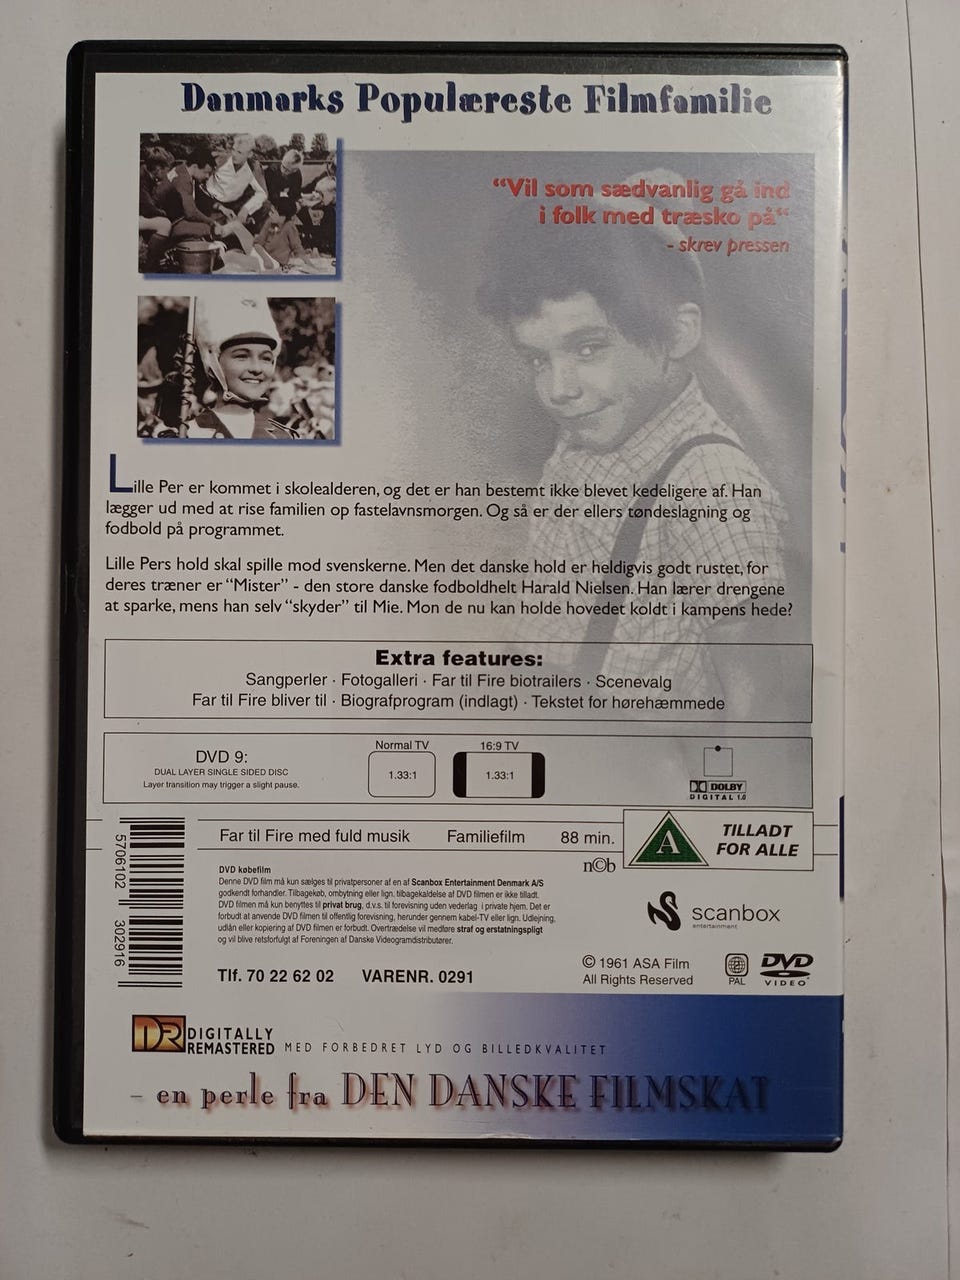 Danmarks Populæreste Filmfamilie
“Vil som sædvanlig gå ind
i folk med træsko på“
- skrev pressen
Lille Per er kommet i skolealderen, og det er han bestemt ikke blevet kedeligere af. Han
lægger ud med at rise familien op fastelavnsmorgen. Og så er der ellers tøndeslagning og
fodbold på programmet.
Lille Pers hold skal spille mod svenskerne. Men det danske hold er heldigvis godt rustet, for
deres træner er “Mister” - den store danske fodboldhelt Harald Nielsen. Han lærer drengene
at sparke, mens han selv “skyder” til Mie. Mon de nu kan holde hovedet koldt i kampens hede?
Extra features:
Sangperler · Fotogalleri · Far til Fire biotrailers · Scenevalg
Far til Fire bliver til · Biografprogram (indlagt) · Tekstet for hørehæmmede
DVD 9:
DUAL LAYER SINGLE SIDED DISC
Layer transition may trigger a slight pause.
Normal TV
1.33:1
16:9 TV
1.33:1
DOLBY
DIGITAL 1.0
Far til Fire med fuld musik Familiefilm 88 min.
A
TILLADT
FOR ALLE
n©b
5706102 302916
DVD købefilm
Denne DVD film må kun sælges til privatpersoner af en af Scanbox Entertainment Denmark A/S
godkendt forhandler. Tilbagekøb, ombytning eller lign. tilbagekaldelse af DVD filmen er ikke tilladt.
DVD filmen må kun benyttes til privat brug, d.v.s. til forevisning uden vederlag i private hjem. Det er
forbudt at anvende DVD filmen til offentlig forevisning, herunder gennem kabel-TV eller lign. Udlejning,
udlån eller kopiering af DVD filmen er forbudt. Overtrædelse vil medføre straf og erstatningspligt
og vil blive retsforfulgt af Foreningen af Danske Videogramdistributører.
scanbox
entertainment
Tlf. 70 22 62 02 VARENR. 0291
© 1961 ASA Film
All Rights Reserved
PAL
DVD
VIDEO
DR DIGITALLY
REMASTERED MED FORBEDRET LYD OG BILLEDKVALITET
– en perle fra DEN DANSKE FILMSKAT